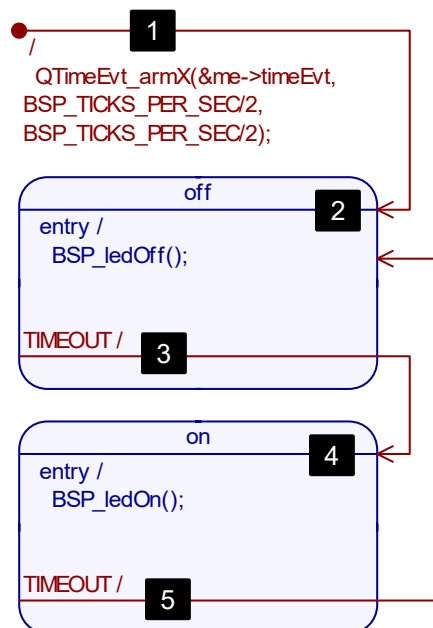 1
/
QTimeEvt_armX(&me->timeEvt,
BSP_TICKS_PER_SEC/2,
BSP_TICKS_PER_SEC/2);
off
2
entry /
BSP_ledOff();
TIMEOUT /
3
on
4
entry /
BSP_ledOn();
TIMEOUT /
5